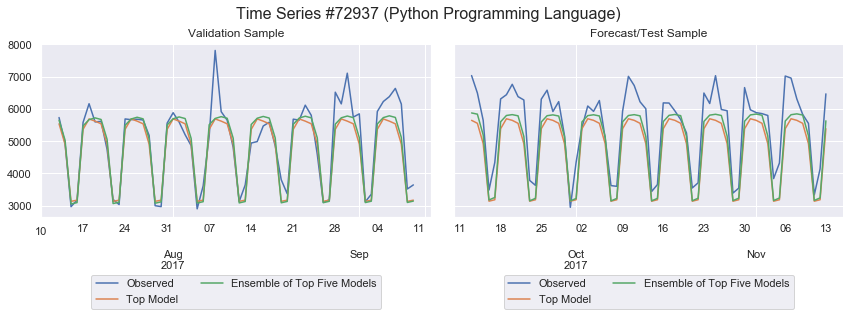 Time Series #72937 (Python Programming Language)
Validation Sample
Forecast/Test Sample
8000
7000
6000
5000
4000
3000
10 17 24 31 07 14 21 28 04 11
Aug Sep
2017
11 18 25 02 09 16 23 30 06 13
Oct Nov
2017
Observed Ensemble of Top Five Models
Top Model
Observed Ensemble of Top Five Models
Top Model